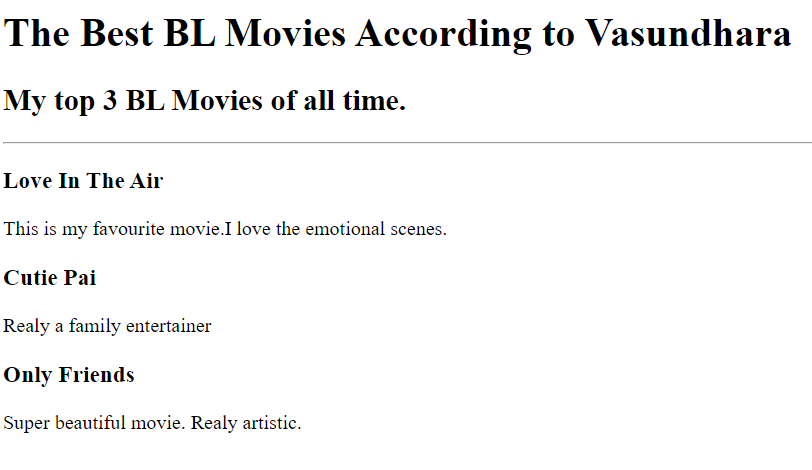 The Best BL Movies According to Vasundhara
My top 3 BL Movies of all time.
Love In The Air
This is my favourite movie.I love the emotional scenes.
Cutie Pai
Realy a family entertainer
Only Friends
Super beautiful movie. Realy artistic.